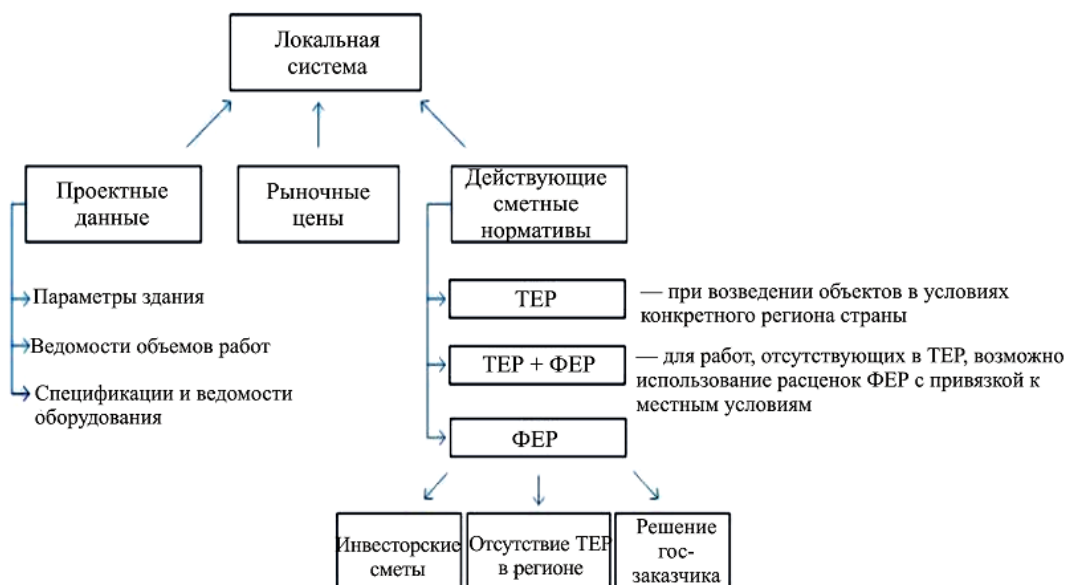 Локальная
система
Проектные
данные
Рыночные
цены
Действующие
сметные
нормативы
Параметры здания
Ведомости объемов работ
Спецификации и ведомости
оборудования
ТЕР
— при возведении объектов в условиях
конкретного региона страны
ТЕР + ФЕР
— для работ, отсутствующих в ТЕР, возможно
использование расценок ФЕР с привязкой к
местным условиям
ФЕР
Инвесторские
сметы
Отсутствие ТЕР
в регионе
Решение
гос-
заказчика